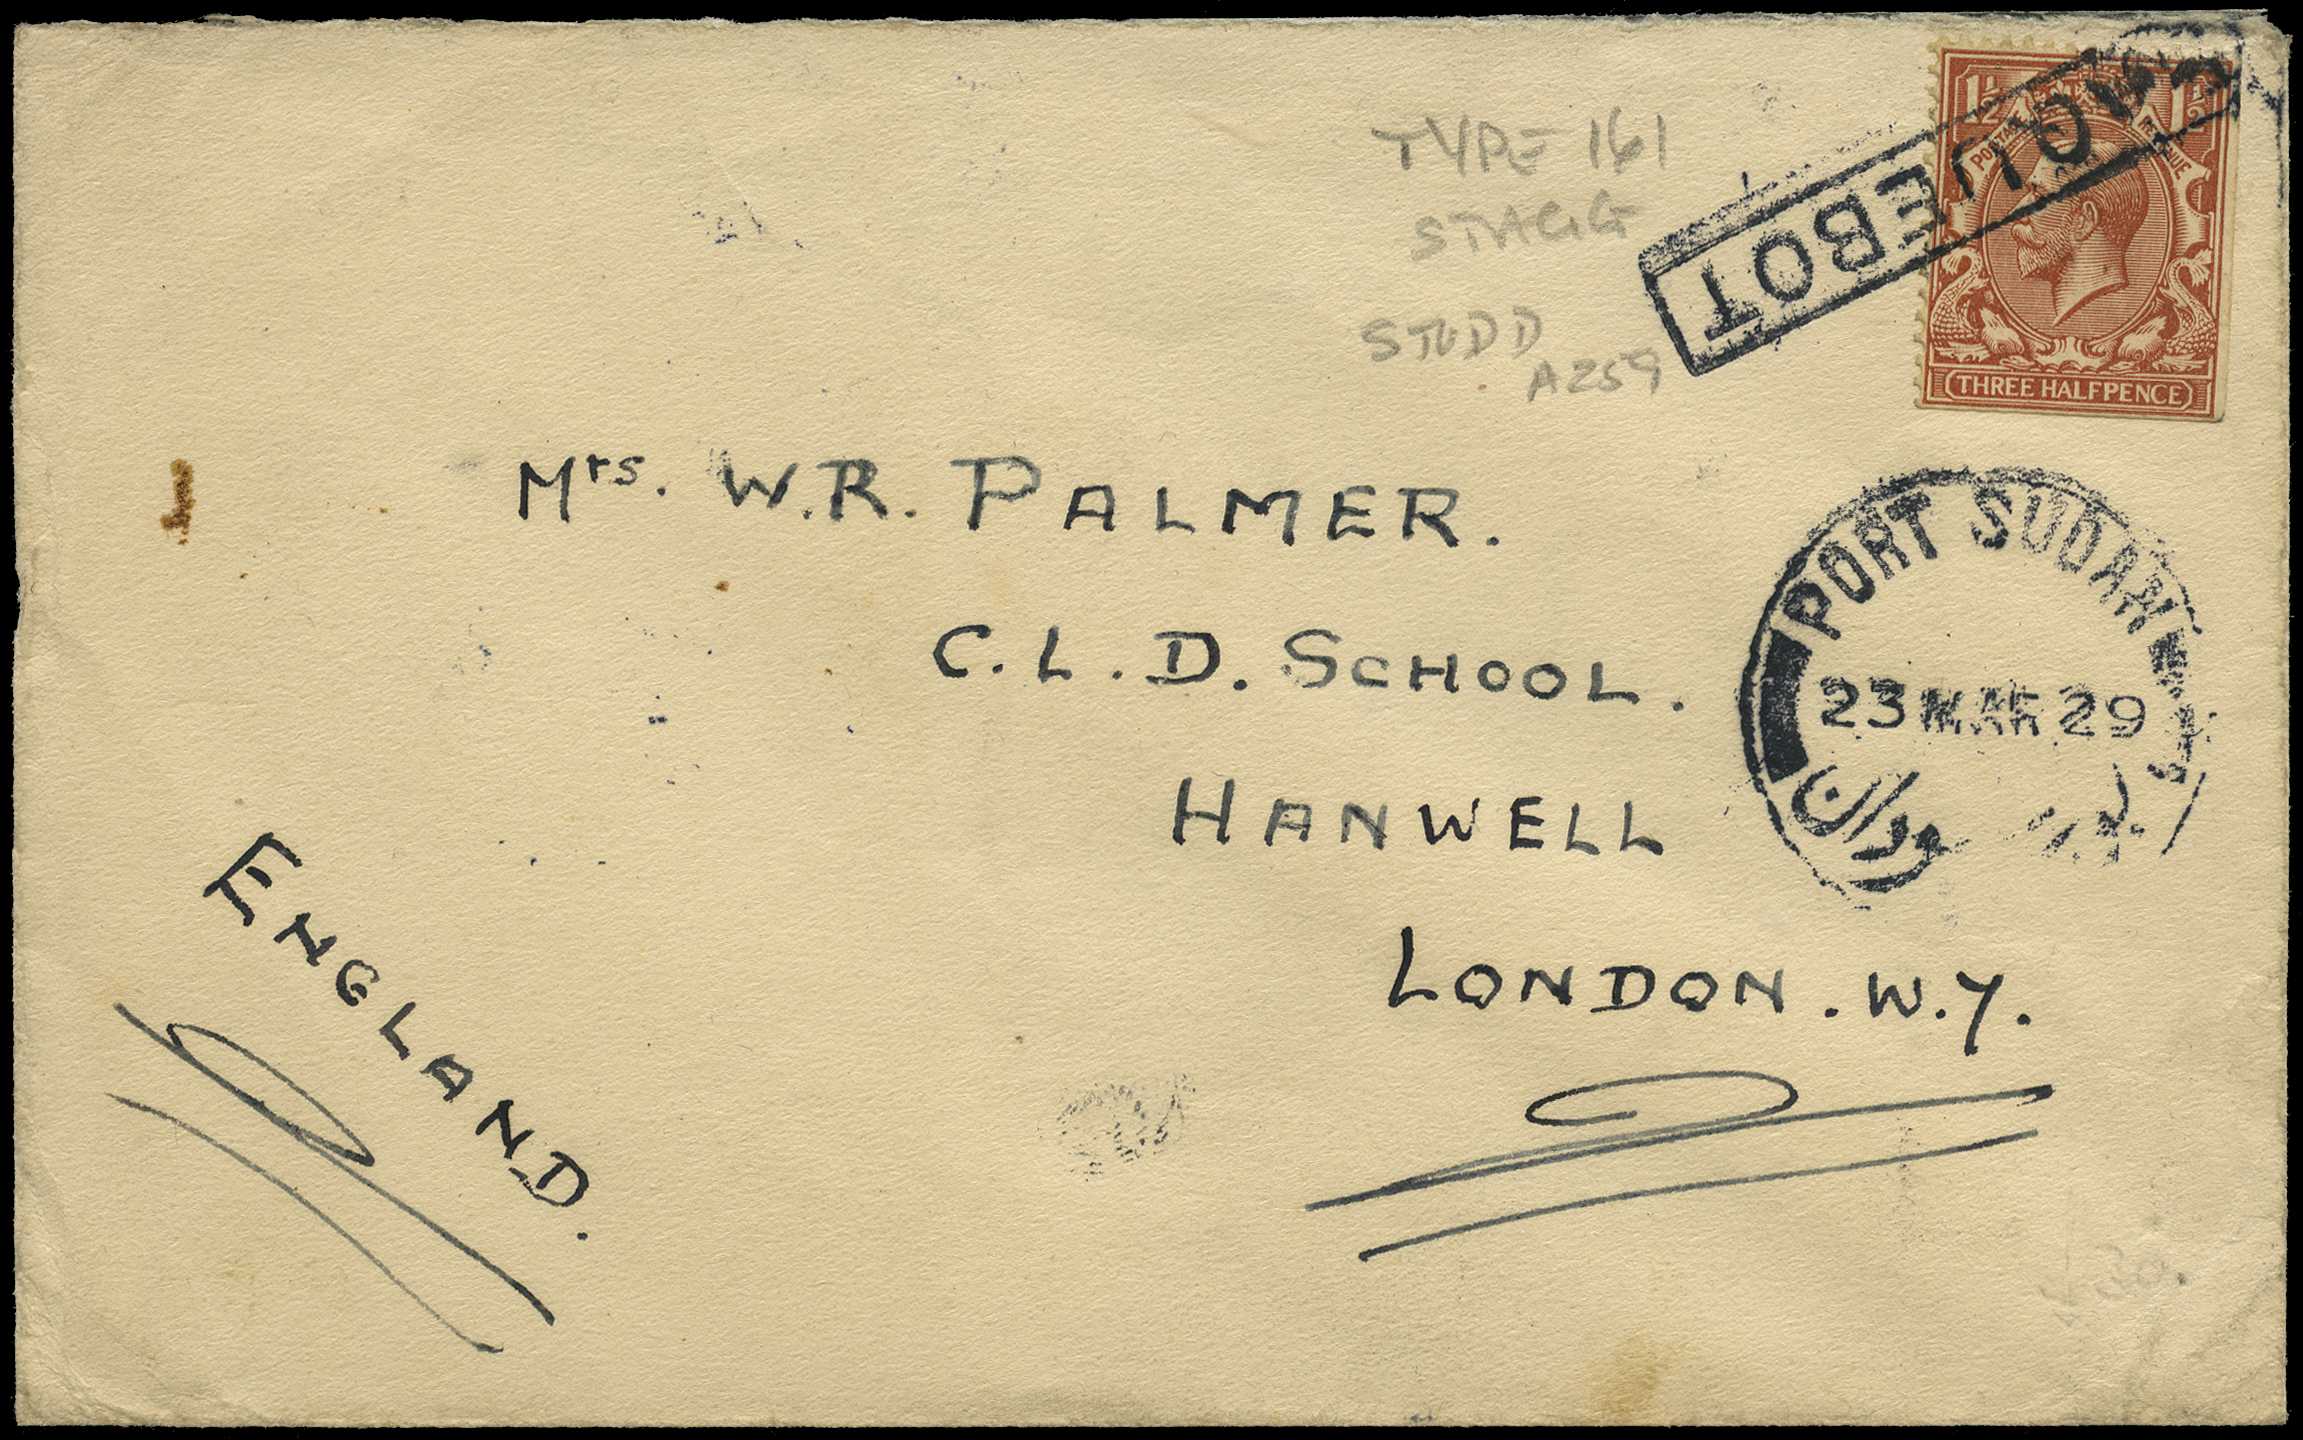 TYPE 161
STAGG
STUDD
A259
PAQUEBOT
1½ 1½
POSTAGE REVENUE
THREE HALFPENCE
Mrs. W.R. PALMER.
C.L.D. SCHOOL.
HANWELL
LONDON. W.7.
ENGLAND.
PORT SUDAN
23 MAR 29